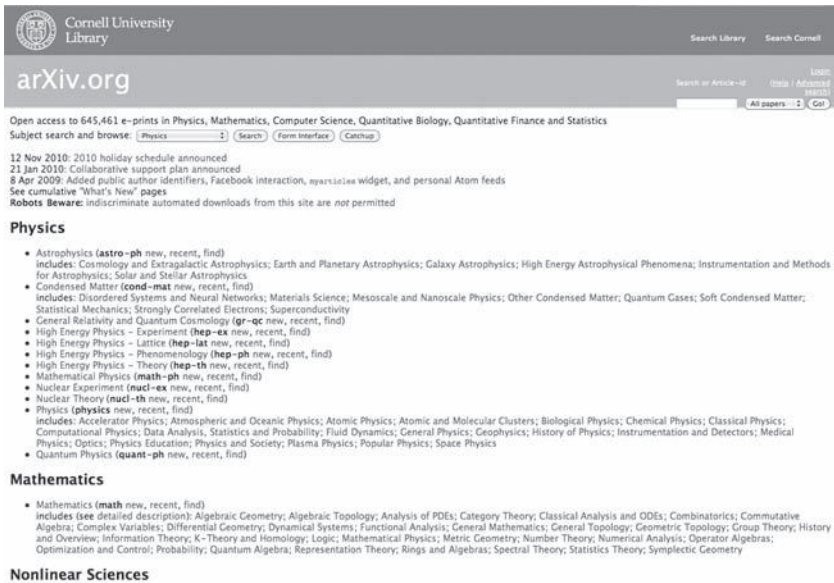 Cornell University
Library
Search Library Search Cornell
arXiv.org
Login
Search or Article-id (Help | Advanced
search)
All papers Go!
Open access to 645,461 e-prints in Physics, Mathematics, Computer Science, Quantitative Biology, Quantitative Finance and Statistics
Subject search and browse: Physics Search Form Interface Catchup
12 Nov 2010: 2010 holiday schedule announced
21 Jan 2010: Collaborative support plan announced
8 Apr 2009: Added public author identifiers, Facebook interaction, myarticles widget, and personal Atom feeds
See cumulative "What's New" pages
Robots Beware: indiscriminate automated downloads from this site are not permitted
Physics
• Astrophysics (astro-ph new, recent, find)
includes: Cosmology and Extragalactic Astrophysics; Earth and Planetary Astrophysics; Galaxy Astrophysics; High Energy Astrophysical Phenomena; Instrumentation and Methods
for Astrophysics; Solar and Stellar Astrophysics
• Condensed Matter (cond-mat new, recent, find)
includes: Disordered Systems and Neural Networks; Materials Science; Mesoscale and Nanoscale Physics; Other Condensed Matter; Quantum Gases; Soft Condensed Matter;
Statistical Mechanics; Strongly Correlated Electrons; Superconductivity
• General Relativity and Quantum Cosmology (gr-qc new, recent, find)
• High Energy Physics - Experiment (hep-ex new, recent, find)
• High Energy Physics - Lattice (hep-lat new, recent, find)
• High Energy Physics - Phenomenology (hep-ph new, recent, find)
• High Energy Physics - Theory (hep-th new, recent, find)
• Mathematical Physics (math-ph new, recent, find)
• Nuclear Experiment (nucl-ex new, recent, find)
• Nuclear Theory (nucl-th new, recent, find)
• Physics (physics new, recent, find)
includes: Accelerator Physics; Atmospheric and Oceanic Physics; Atomic Physics; Atomic and Molecular Clusters; Biological Physics; Chemical Physics; Classical Physics;
Computational Physics; Data Analysis, Statistics and Probability; Fluid Dynamics; General Physics; Geophysics; History of Physics; Instrumentation and Detectors; Medical
Physics; Optics; Physics Education; Physics and Society; Plasma Physics; Popular Physics; Space Physics
• Quantum Physics (quant-ph new, recent, find)
Mathematics
• Mathematics (math new, recent, find)
includes (see detailed description): Algebraic Geometry; Algebraic Topology; Analysis of PDEs; Category Theory; Classical Analysis and ODEs; Combinatorics; Commutative
Algebra; Complex Variables; Differential Geometry; Dynamical Systems; Functional Analysis; General Mathematics; General Topology; Geometric Topology; Group Theory; History
and Overview; Information Theory; K-Theory and Homology; Logic; Mathematical Physics; Metric Geometry; Number Theory; Numerical Analysis; Operator Algebras;
Optimization and Control; Probability; Quantum Algebra; Representation Theory; Rings and Algebras; Spectral Theory; Statistics Theory; Symplectic Geometry
Nonlinear Sciences